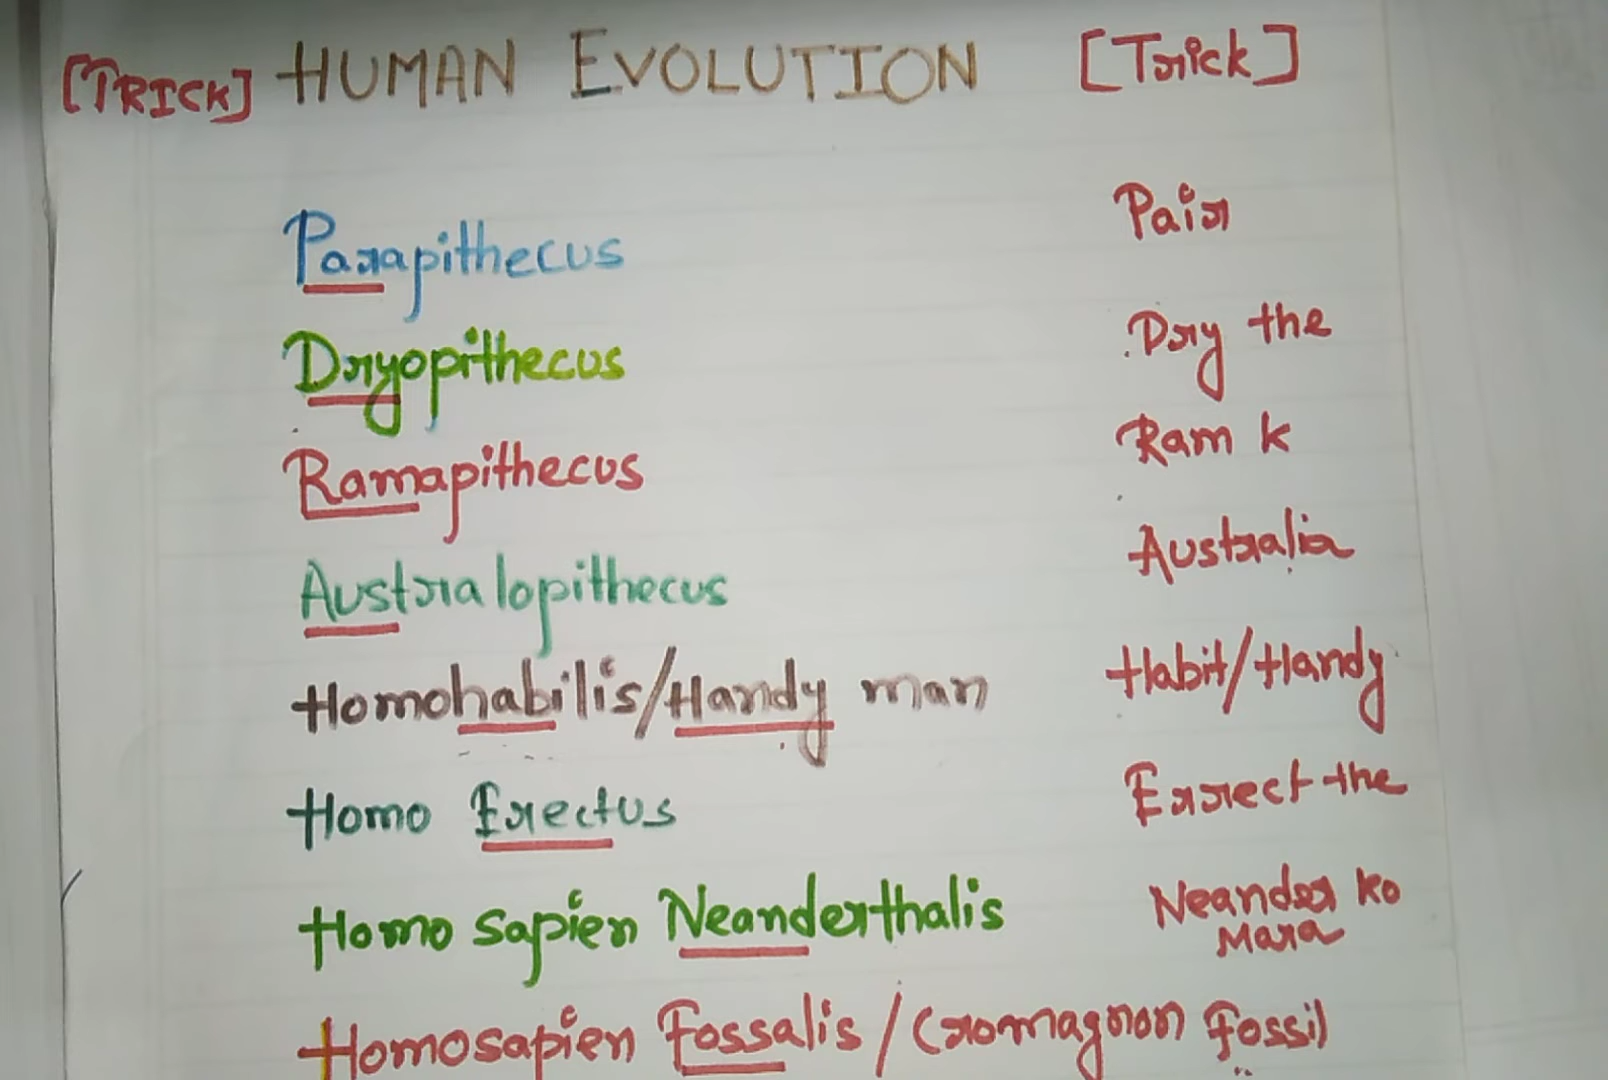 [TRICK] HUMAN EVOLUTION [Trick]
Parapithecus Pair
Dryopithecus Dry the
Ramapithecus Ram k
Australopithecus Australia
Homohabilis/Handy man Habit/Handy
Homo Erectus Errect the
Homo sapien Neanderthalis Neander ko
Mara
Homosapien Fossalis / Cromagnon Fossil